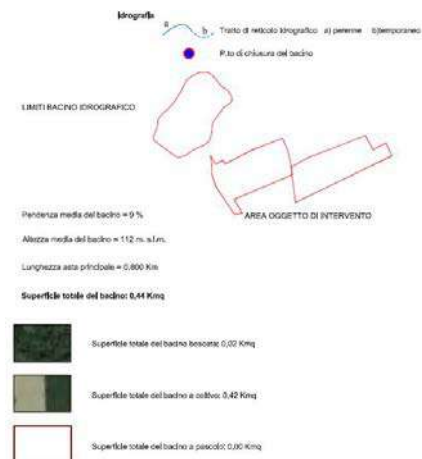 Idrografia
a b Tratto di reticolo idrografico a) perenne b)temporaneo
P.to di chiusura del bacino
LIMITI BACINO IDROGRAFICO
AREA OGGETTO DI INTERVENTO
Pendenza media del bacino = 9 %
Altezza media del bacino = 112 m. s.l.m.
Lunghezza asta principale = 0,800 Km
Superficie totale del bacino: 0,44 Kmq
Superficie totale del bacino boscata: 0,02 Kmq
Superficie totale del bacino a coltivo: 0,42 Kmq
Superficie totale del bacino a pascolo: 0,00 Kmq